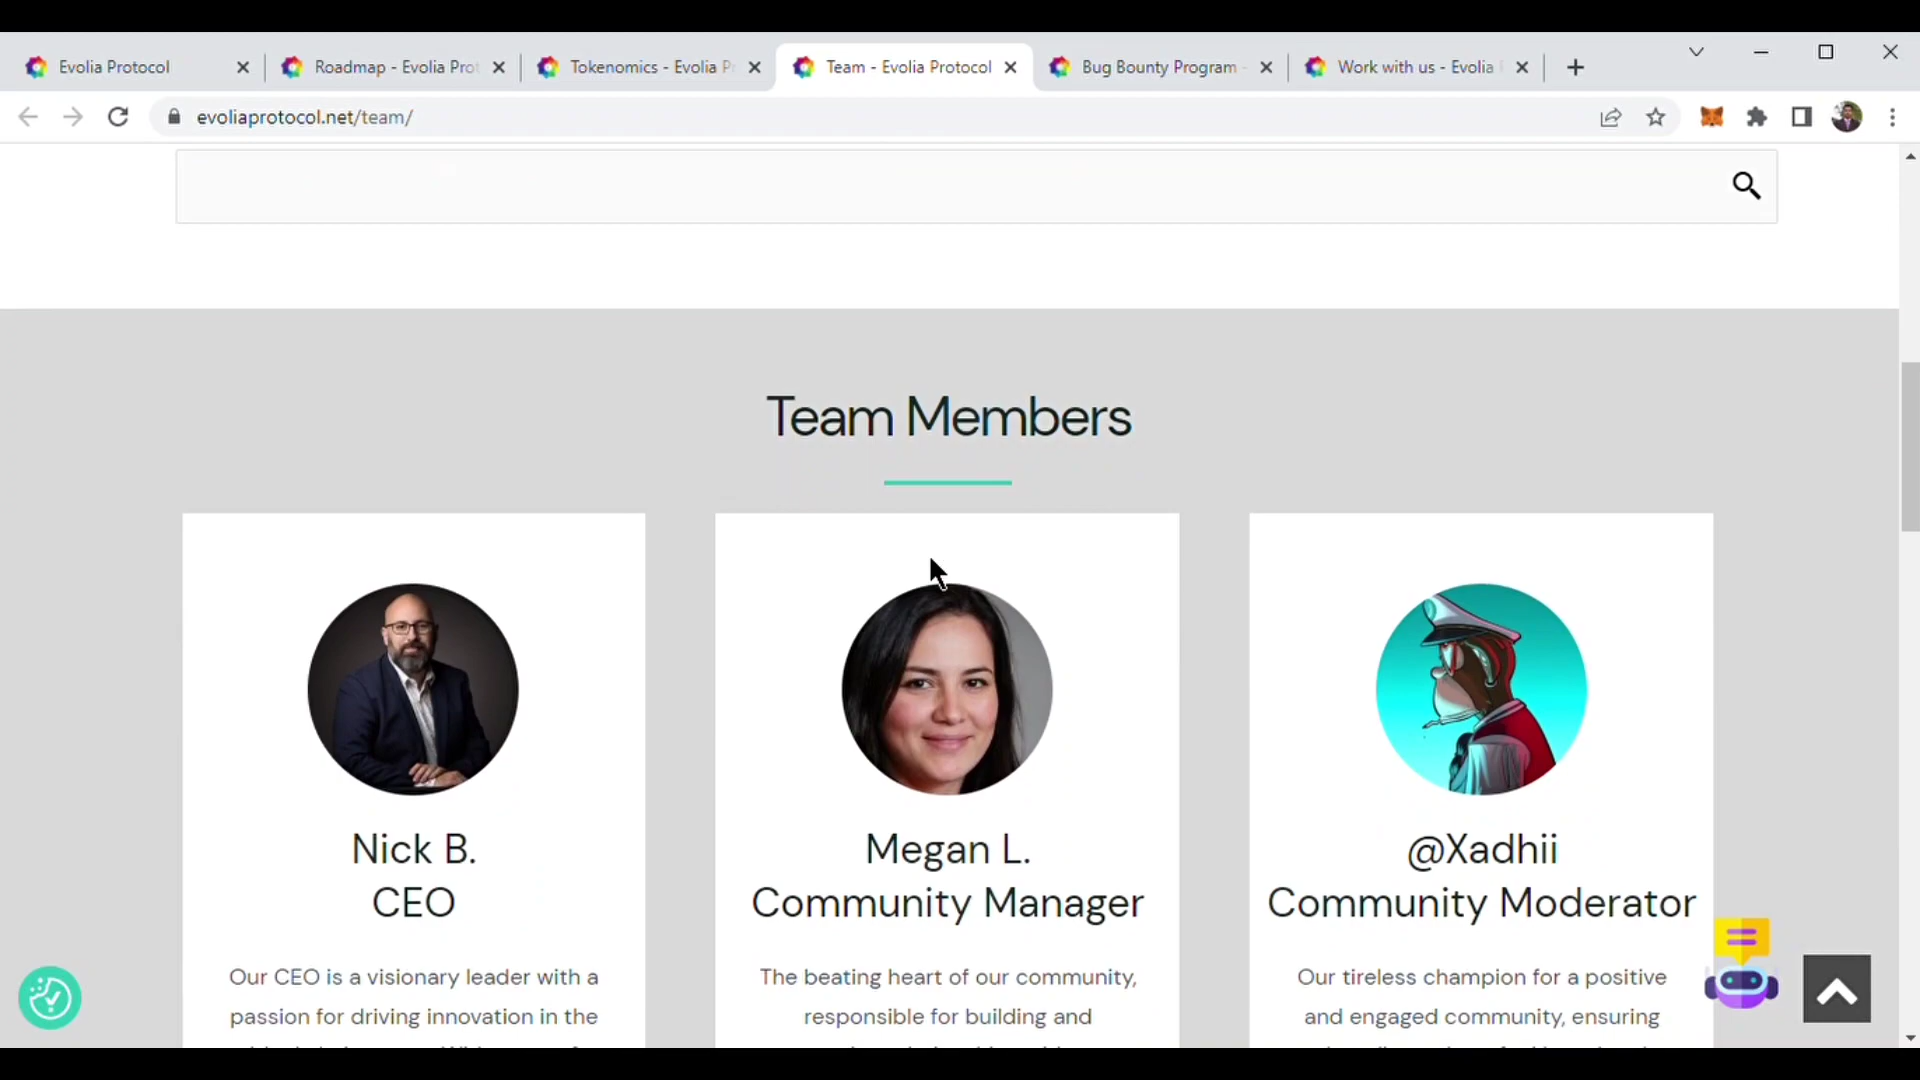 Evolia Protocol
Roadmap - Evolia Prot
Tokenomics - Evolia P
Team - Evolia Protocol
Bug Bounty Program -
Work with us - Evolia
evoliaprotocol.net/team/
Team Members
Nick B.
CEO
Our CEO is a visionary leader with a
passion for driving innovation in the
Megan L.
Community Manager
The beating heart of our community,
responsible for building and
@Xadhii
Community Moderator
Our tireless champion for a positive
and engaged community, ensuring